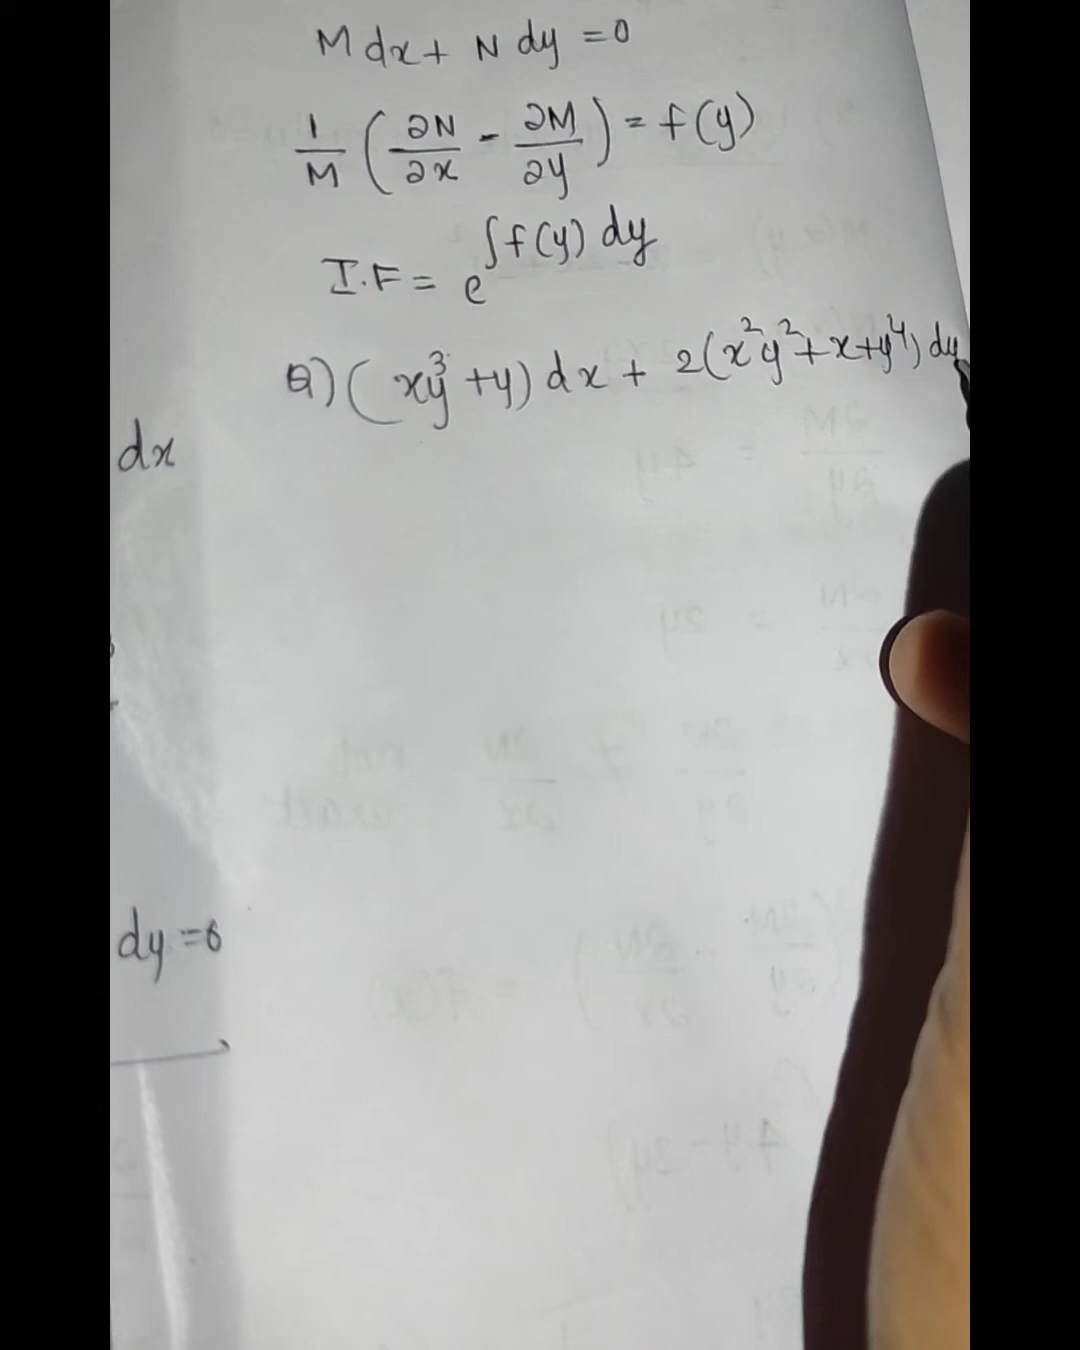 M dx + N dy = 0
1/M (∂N/∂x - ∂M/∂y) = f(y)
I.F = e^∫f(y) dy
Q) (xy³ + y) dx + 2(x²y² + x + y⁴) dy
dx
dy = 0